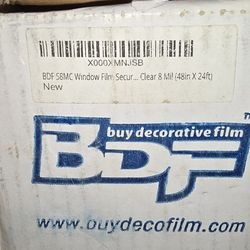 X000XMNJSB
BDF S8MC Window Film Secur... Clear 8 Mil (48in X 24ft)
New
buy decorative film
BDF
www.buydecofilm.com